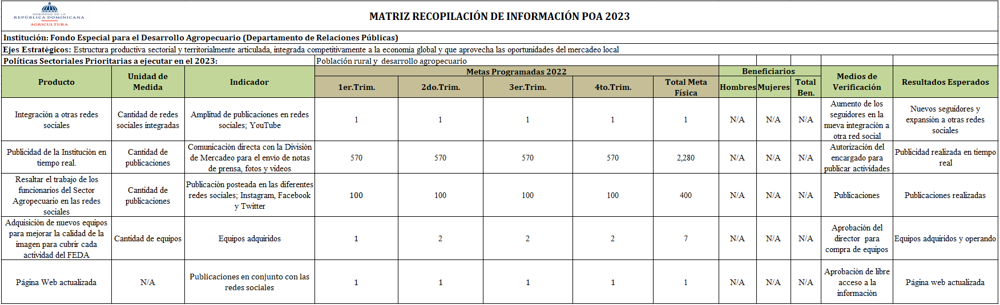 GOBIERNO DE LA
REPÚBLICA DOMINICANA
AGRICULTURA
MATRIZ RECOPILACIÓN DE INFORMACIÓN POA 2023
Institución: Fondo Especial para el Desarrollo Agropecuario (Departamento de Relaciones Públicas)
Ejes Estratégicos: Estructura productiva sectorial y territorialmente articulada, integrada competitivamente a la economía global y que aprovecha las oportunidades del mercadeo local
Políticas Sectoriales Prioritarias a ejecutar en el 2023: Población rural y desarrollo agropecuario
Producto
Unidad de
Medida
Indicador
Metas Programadas 2022
1er.Trim.
2do.Trim.
3er.Trim.
4to.Trim.
Total Meta
Física
Beneficiarios
Hombres
Mujeres
Total
Ben.
Medios de
Verificación
Resultados Esperados
Integración a otras redes
sociales
Cantidad de redes
sociales integradas
Amplitud de publicaciones en redes
sociales; YouTube
1
1
1
1
1
N/A
N/A
N/A
Aumento de los
seguidores en la
nueva integración a
otra red social
Nuevos seguidores y
expansión a otras redes
sociales
Publicidad de la Institución en
tiempo real.
Cantidad de
publicaciones
Comunicación directa con la División
de Mercadeo para el envio de notas
de prensa, fotos y videos
570
570
570
570
2,280
N/A
N/A
N/A
Autorización del
encargado para
publicar actividades
Publicidad realizada en tiempo
real
Resaltar el trabajo de los
funcionarios del Sector
Agropecuario en las redes
sociales
Cantidad de
publicaciones
Publicación posteada en las diferentes
redes sociales; Instagram, Facebook
y Twitter
100
100
100
100
400
N/A
N/A
N/A
Publicaciones
Publicaciones realizadas
Adquisición de nuevos equipos
para mejorar la calidad de la
imagen para cubrir cada
actividad del FEDA
Cantidad de equipos
Equipos adquiridos
1
2
2
2
7
N/A
N/A
N/A
Aprobación del
director para
compra de equipos
Equipos adquiridos y operando
Página Web actualizada
N/A
Publicaciones en conjunto con las
redes sociales
1
1
1
1
1
N/A
N/A
N/A
Aprobación de libre
acceso a la
información
Página web actualizada